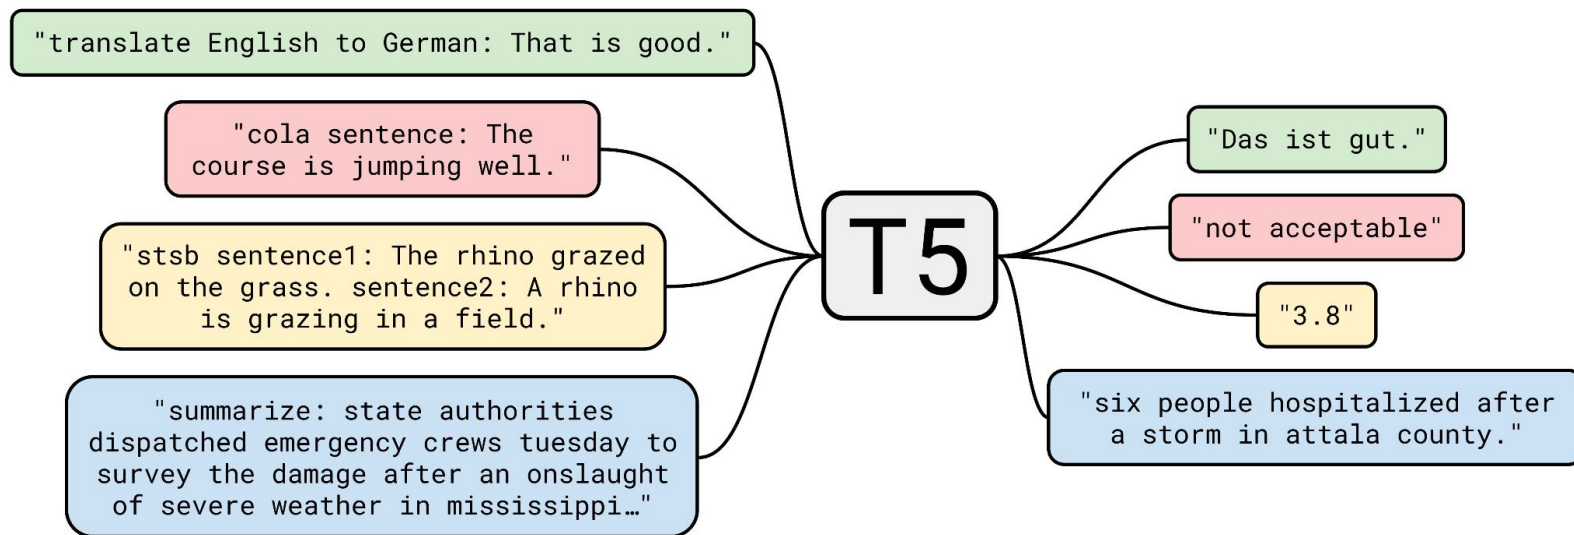 "translate English to German: That is good."
"cola sentence: The
course is jumping well."
"stsb sentence1: The rhino grazed
on the grass. sentence2: A rhino
is grazing in a field."
"summarize: state authorities
dispatched emergency crews tuesday to
survey the damage after an onslaught
of severe weather in mississippi…"
T5
"Das ist gut."
"not acceptable"
"3.8"
"six people hospitalized after
a storm in attala county."